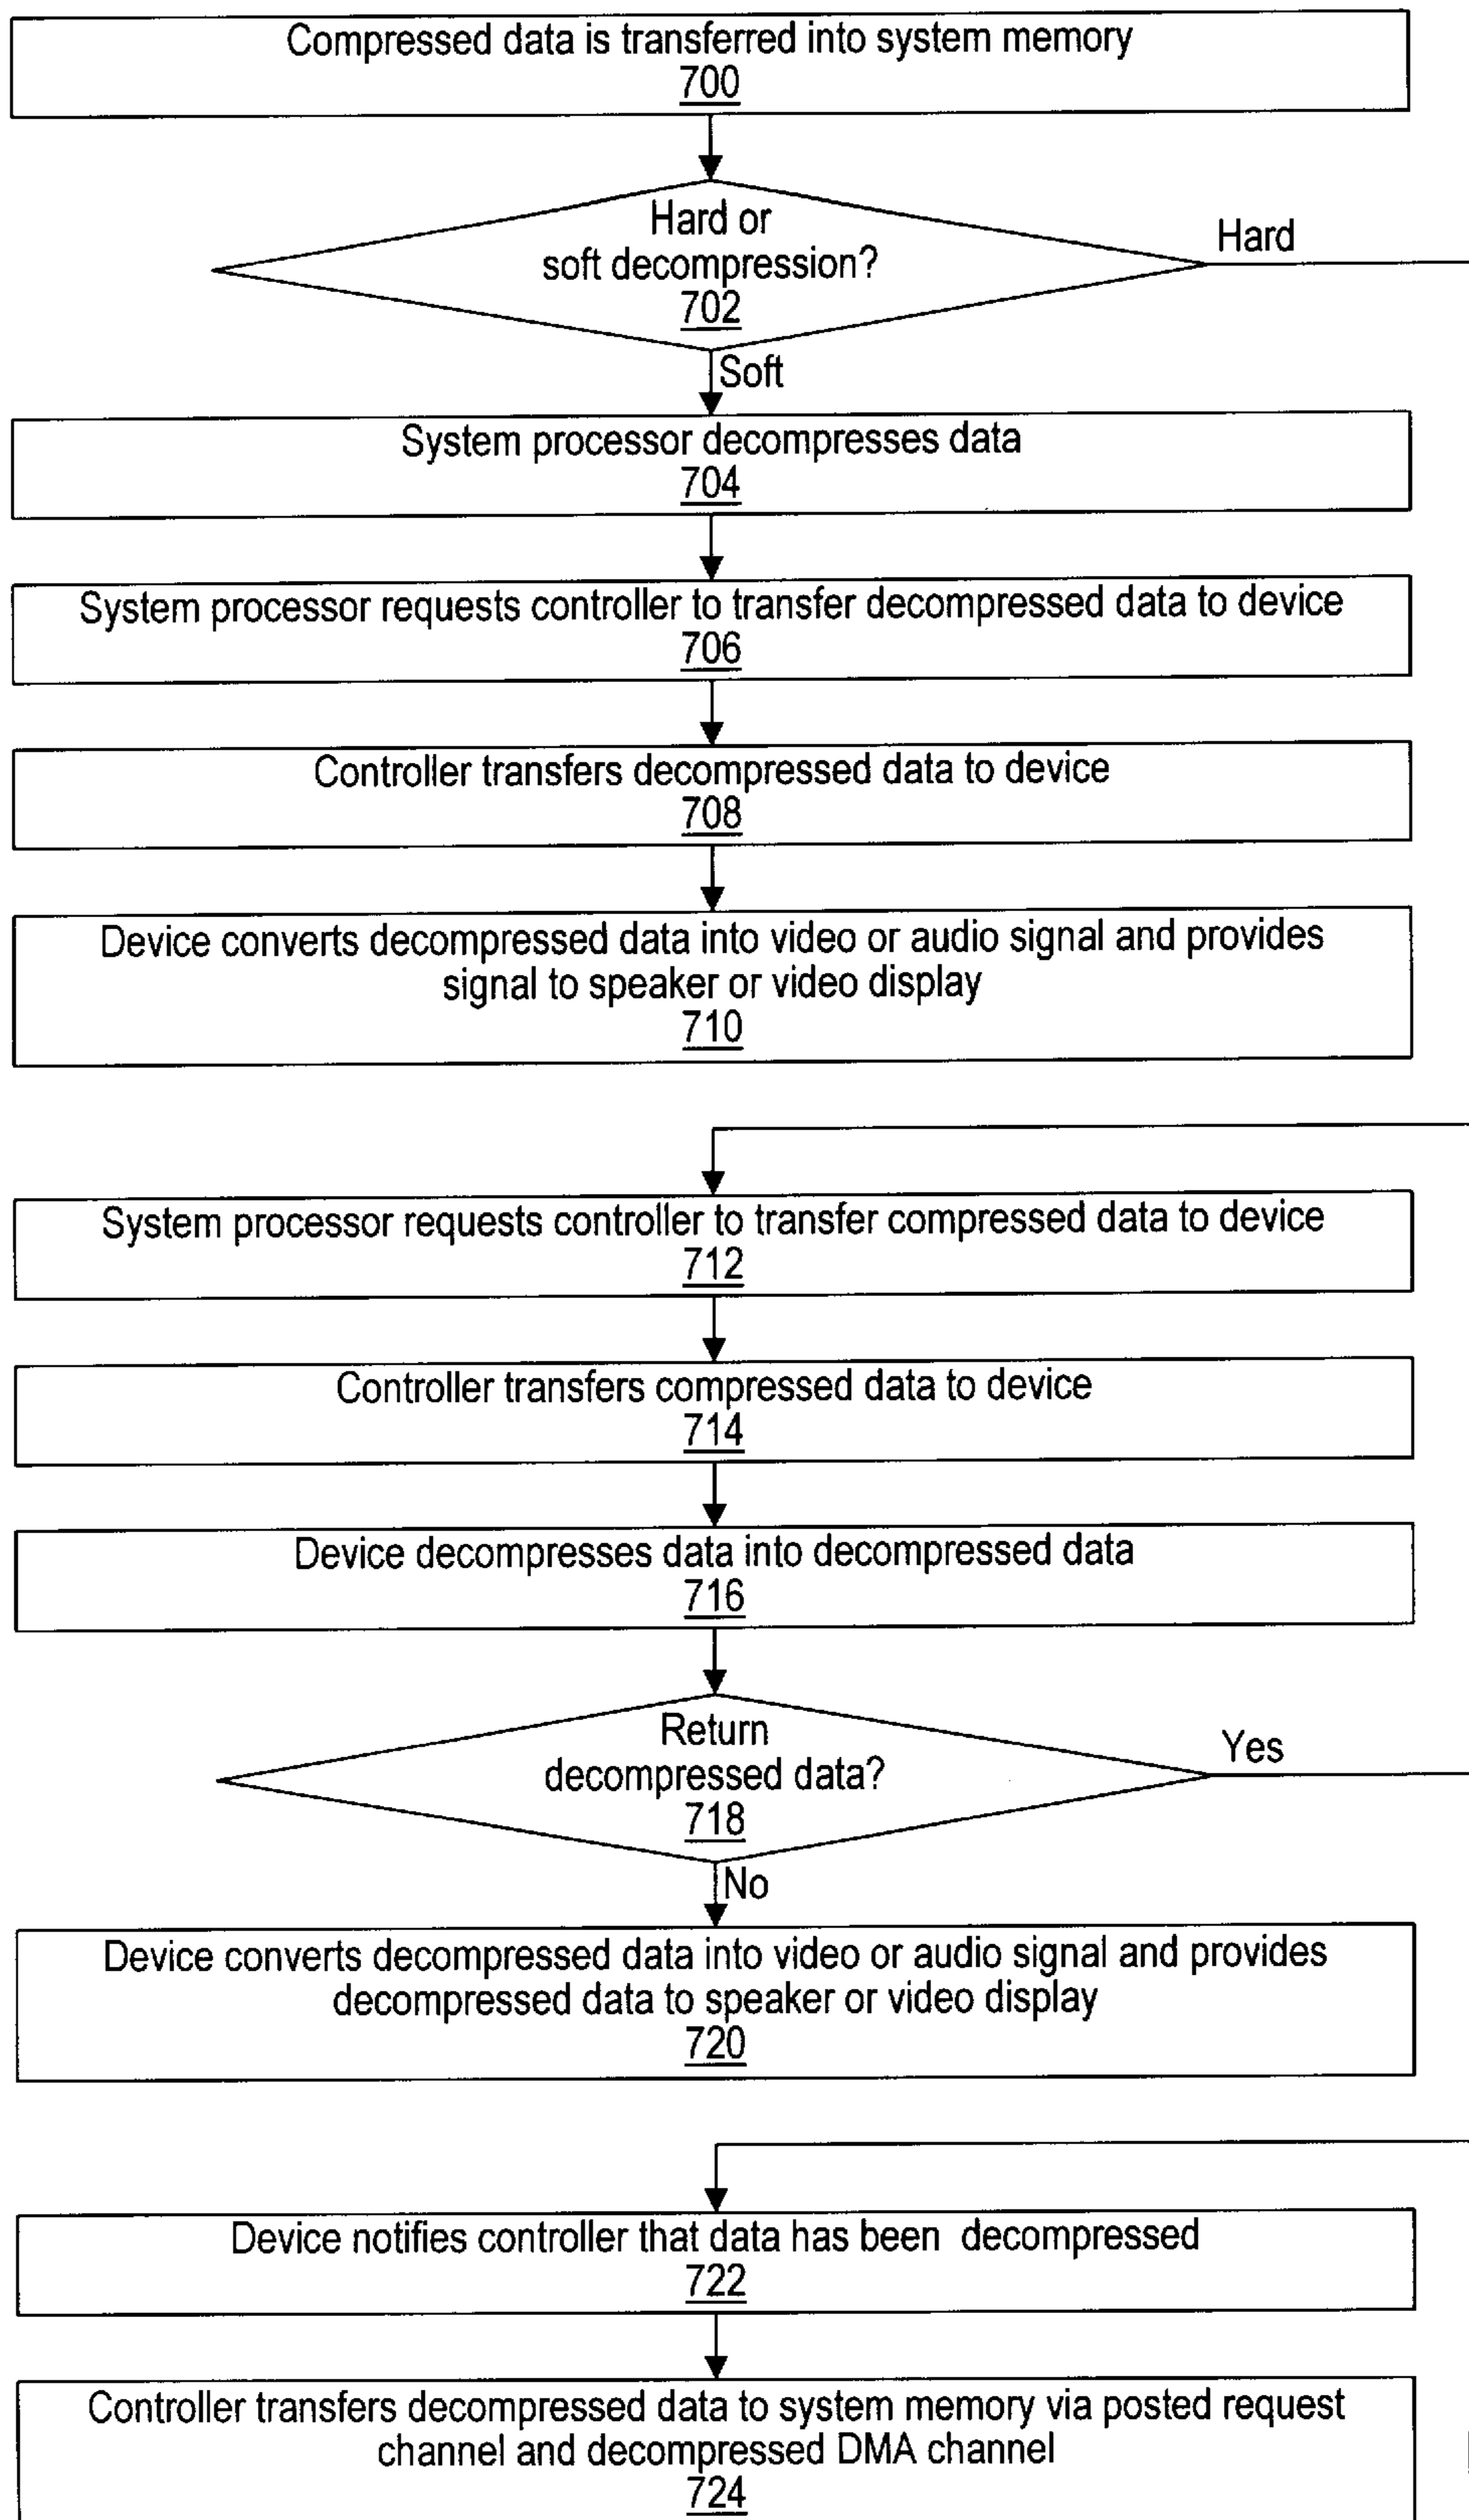 Compressed data is transferred into system memory
700
Hard or
soft decompression?
702
Hard
Soft
System processor decompresses data
704
System processor requests controller to transfer decompressed data to device
706
Controller transfers decompressed data to device
708
Device converts decompressed data into video or audio signal and provides
signal to speaker or video display
710
System processor requests controller to transfer compressed data to device
712
Controller transfers compressed data to device
714
Device decompresses data into decompressed data
716
Return
decompressed data?
718
Yes
No
Device converts decompressed data into video or audio signal and provides
decompressed data to speaker or video display
720
Device notifies controller that data has been decompressed
722
Controller transfers decompressed data to system memory via posted request
channel and decompressed DMA channel
724